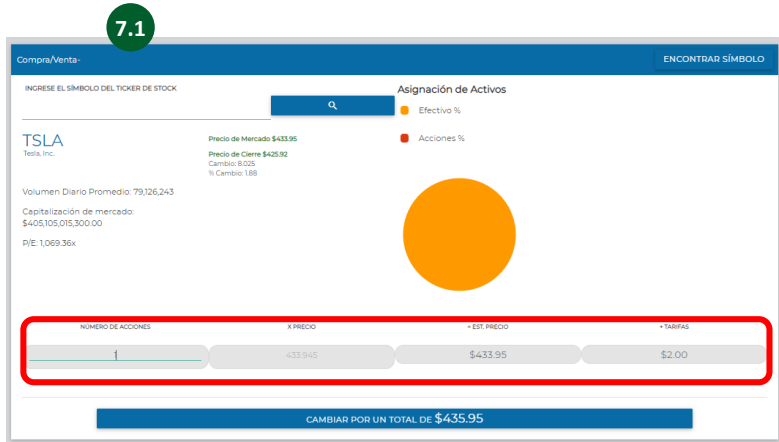 7.1
Compra/Venta-
ENCONTRAR SÍMBOLO
INGRESE EL SÍMBOLO DEL TICKER DE STOCK
Asignación de Activos
Efectivo %
Acciones %
TSLA
Tesla, Inc.
Precio de Mercado $433.95
Precio de Cierre $425.92
Cambio: 8.025
% Cambio: 1.88
Volumen Diario Promedio: 79,126,243
Capitalización de mercado:
$405,105,015,300.00
P/E: 1,069.36x
NÚMERO DE ACCIONES
X PRECIO
= EST. PRECIO
+ TARIFAS
1
433.945
$433.95
$2.00
CAMBIAR POR UN TOTAL DE $435.95